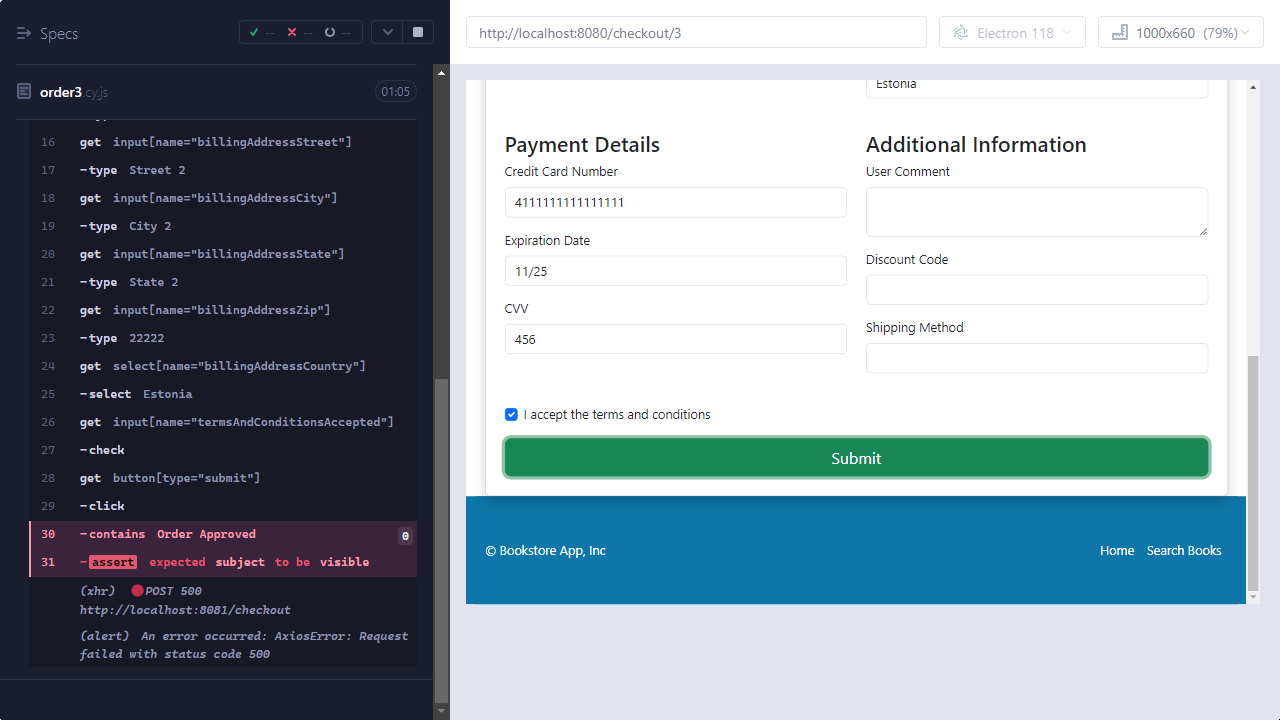 Specs
-- -- --
order3.cy.js
01:05
16 get input[name="billingAddressStreet"]
17 -type Street 2
18 get input[name="billingAddressCity"]
19 -type City 2
20 get input[name="billingAddressState"]
21 -type State 2
22 get input[name="billingAddressZip"]
23 -type 22222
24 get select[name="billingAddressCountry"]
25 -select Estonia
26 get input[name="termsAndConditionsAccepted"]
27 -check
28 get button[type="submit"]
29 -click
30 -contains Order Approved 0
31 -assert expected subject to be visible
(xhr) POST 500
http://localhost:8081/checkout
(alert) An error occurred: AxiosError: Request
failed with status code 500
http://localhost:8080/checkout/3
Electron 118
1000x660 (79%)
Estonia
Payment Details
Credit Card Number
4111111111111111
Expiration Date
11/25
CVV
456
Additional Information
User Comment
Discount Code
Shipping Method
I accept the terms and conditions
Submit
© Bookstore App, Inc
Home Search Books